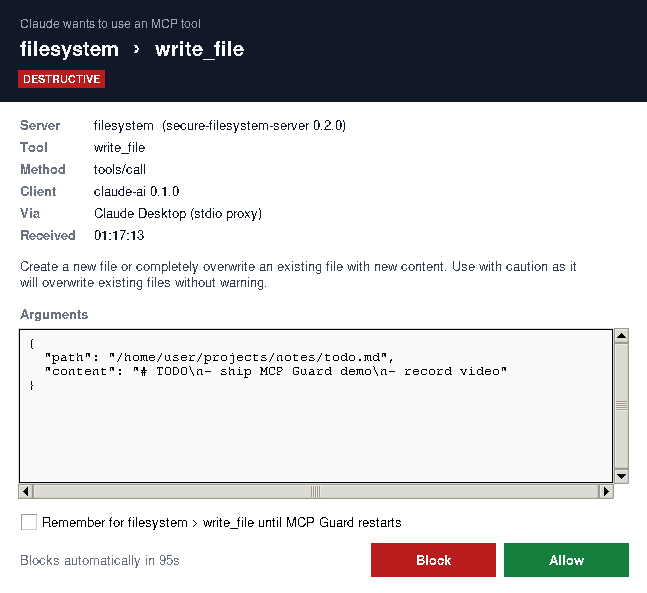 Claude wants to use an MCP tool
filesystem › write_file
DESTRUCTIVE
Server filesystem (secure-filesystem-server 0.2.0)
Tool write_file
Method tools/call
Client claude-ai 0.1.0
Via Claude Desktop (stdio proxy)
Received 01:17:13
Create a new file or completely overwrite an existing file with new content. Use with caution as it
will overwrite existing files without warning.
Arguments
{
  "path": "/home/user/projects/notes/todo.md",
  "content": "# TODO\n- ship MCP Guard demo\n- record video"
}
Remember for filesystem › write_file until MCP Guard restarts
Blocks automatically in 95s
Block
Allow